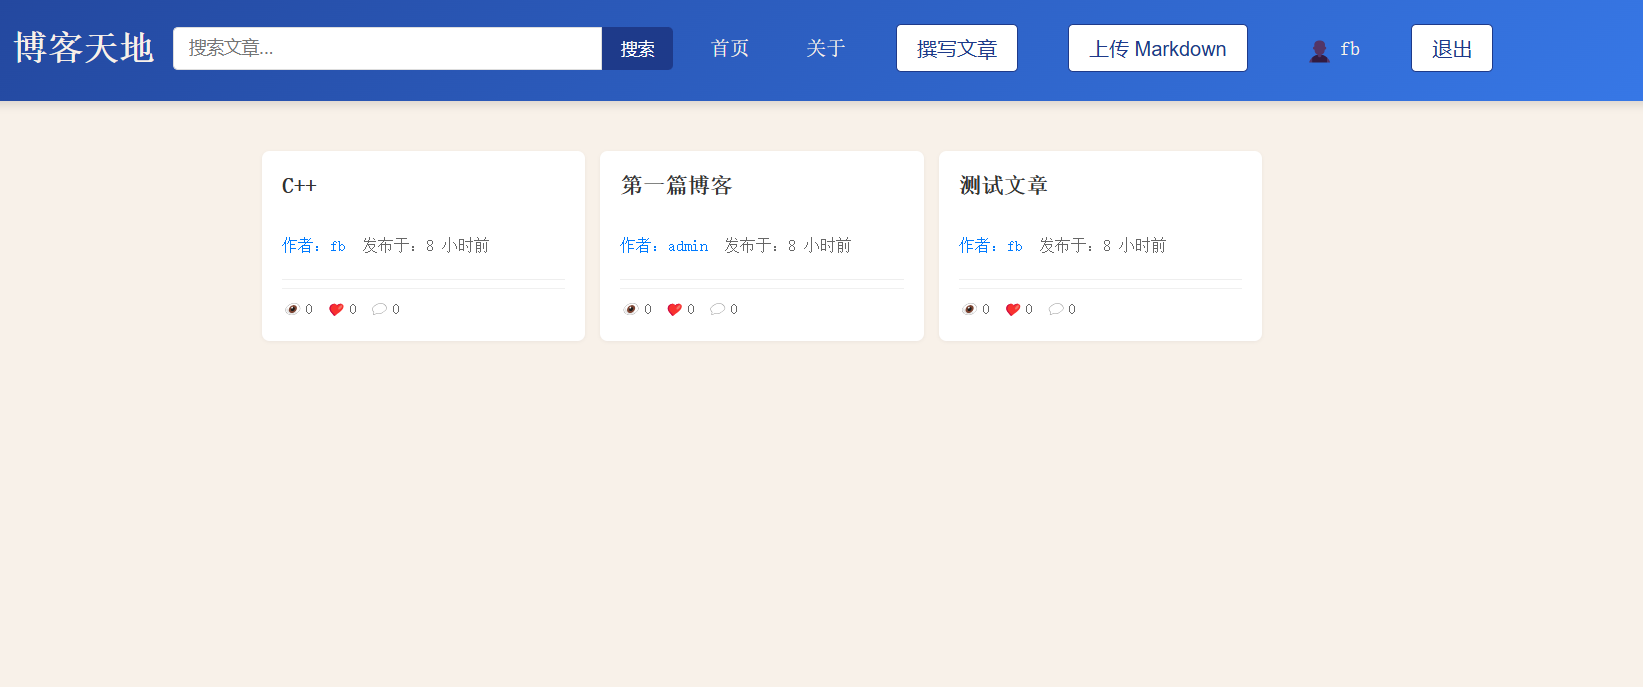 博客天地 搜索文章... 搜索 首页 关于 撰写文章 上传 Markdown fb 退出
C++
作者：fb 发布于：8 小时前
0 0 0
第一篇博客
作者：admin 发布于：8 小时前
0 0 0
测试文章
作者：fb 发布于：8 小时前
0 0 0